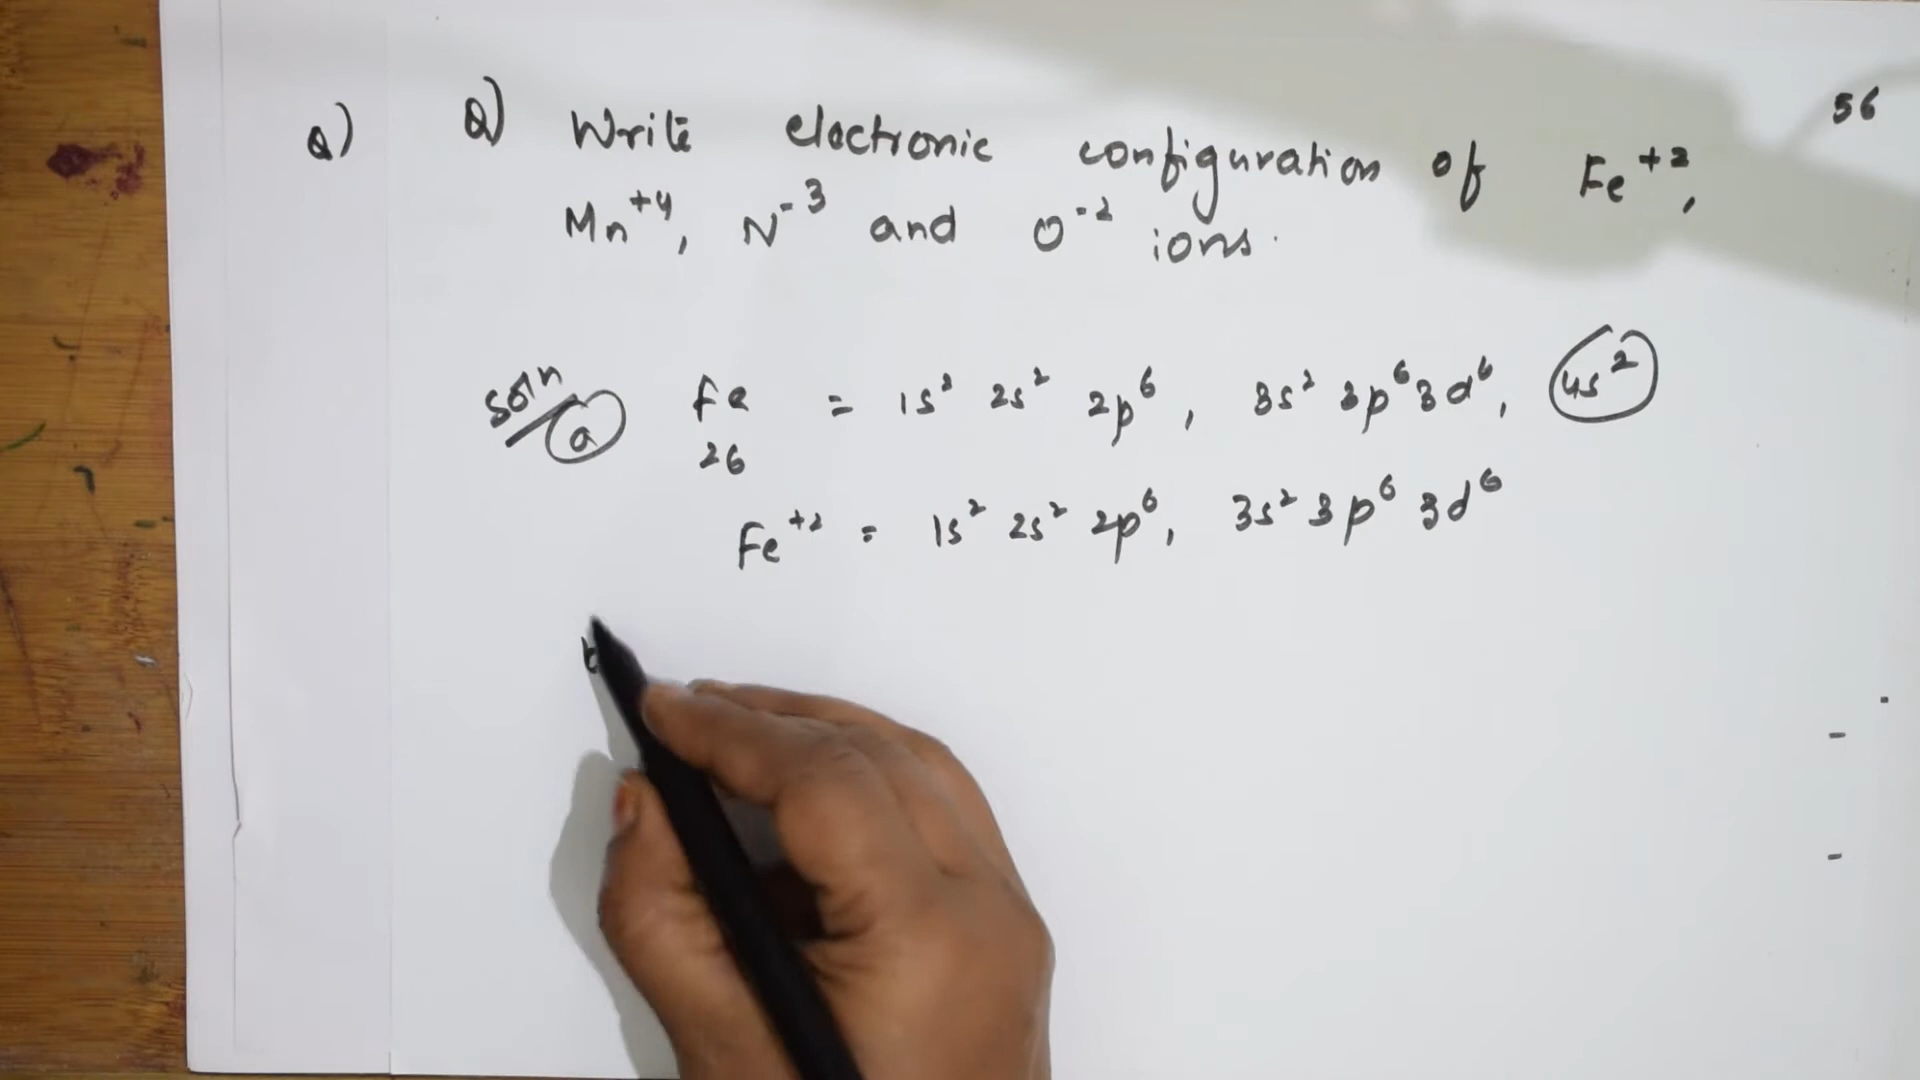 56
Q) Q) Write electronic configuration of Fe⁺²,
Mn⁺⁴, N⁻³ and O⁻² ions.
Soln
a Fe = 1s² 2s² 2p⁶, 3s² 3p⁶ 3d⁶, 4s²
26
Fe⁺² = 1s² 2s² 2p⁶, 3s² 3p⁶ 3d⁶